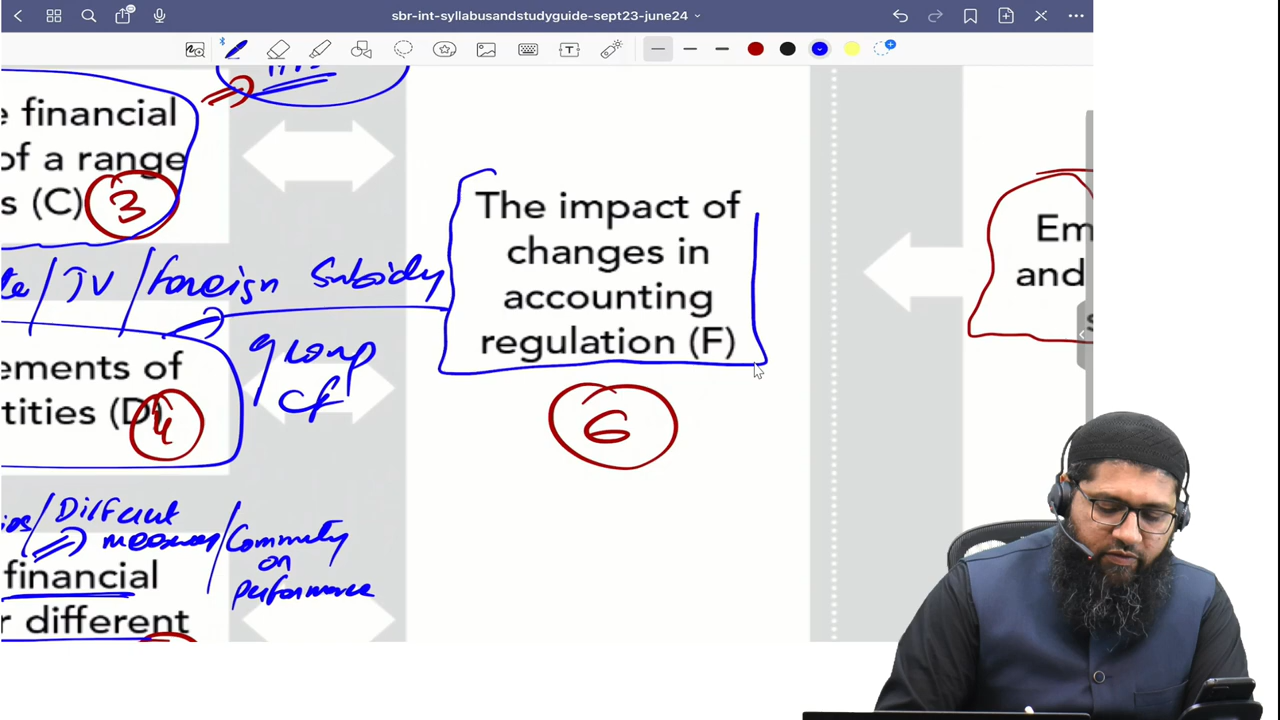 sbr-int-syllabusandstudyguide-sept23-june24
e financial
of a range
s (C)
3
The impact of
changes in
accounting
regulation (F)
6
Em
and
s
te / JV / Foreign Subsidy
ements of
tities (D)
4
group
cf
Different
measures
/ Commenty
on
performance
financial
r different